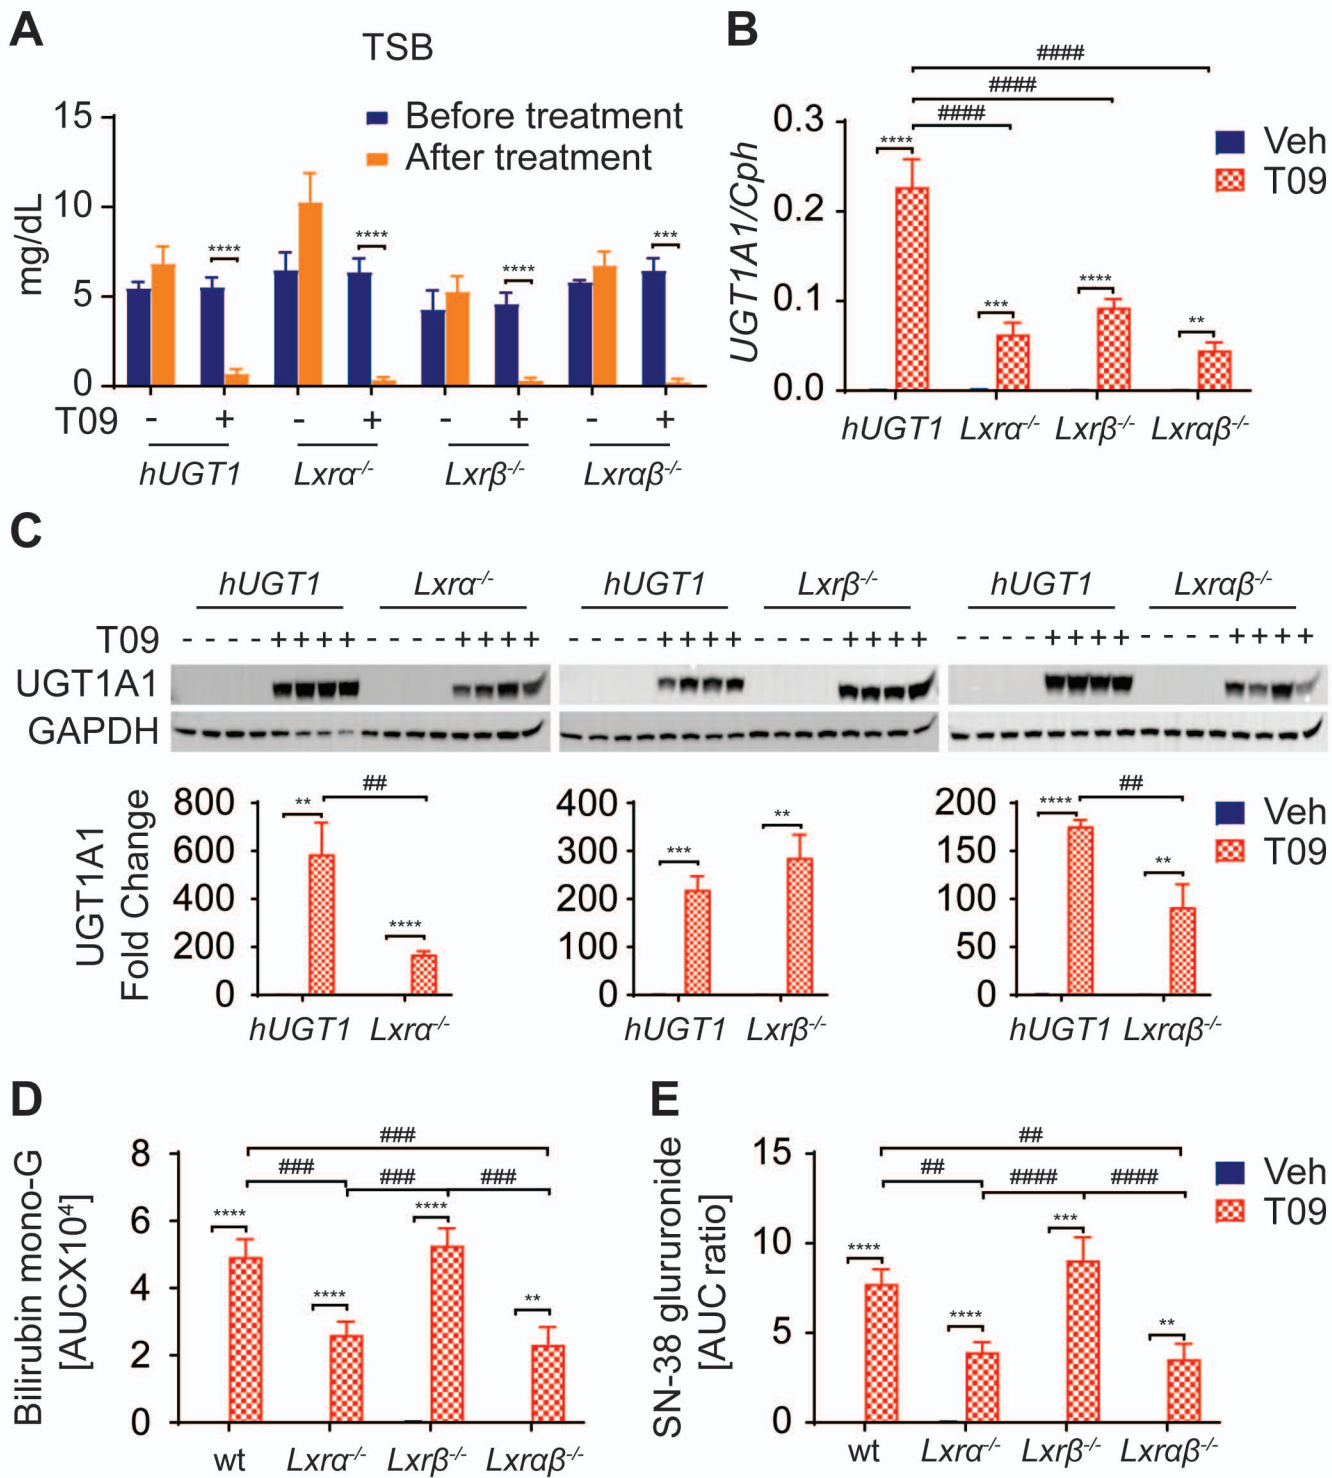 A
TSB
Before treatment
After treatment
mg/dL
15
10
5
0
****
****
****
***
T09 - + - + - + - +
hUGT1 Lxrα-/- Lxrβ-/- Lxrαβ-/-
B
####
####
####
Veh
T09
UGT1A1/Cph
0.3
0.2
0.1
0.0
****
***
****
**
hUGT1 Lxrα-/- Lxrβ-/- Lxrαβ-/-
C
hUGT1 Lxrα-/- hUGT1 Lxrβ-/- hUGT1 Lxrαβ-/-
T09 - - - - + + + + - - - - + + + + - - - - + + + + - - - - + + + + - - - - + + + + - - - - + + + +
UGT1A1
GAPDH
UGT1A1
Fold Change
800
600
400
200
0
**
##
****
hUGT1 Lxrα-/-
400
300
200
100
0
***
**
hUGT1 Lxrβ-/-
200
150
100
50
0
****
##
**
hUGT1 Lxrαβ-/-
Veh
T09
D
Bilirubin mono-G
[AUCX10⁴]
8
6
4
2
0
###
### ### ###
****
****
****
**
wt Lxrα-/- Lxrβ-/- Lxrαβ-/-
E
SN-38 glururonide
[AUC ratio]
15
10
5
0
##
## #### ####
****
****
***
**
wt Lxrα-/- Lxrβ-/- Lxrαβ-/-
Veh
T09